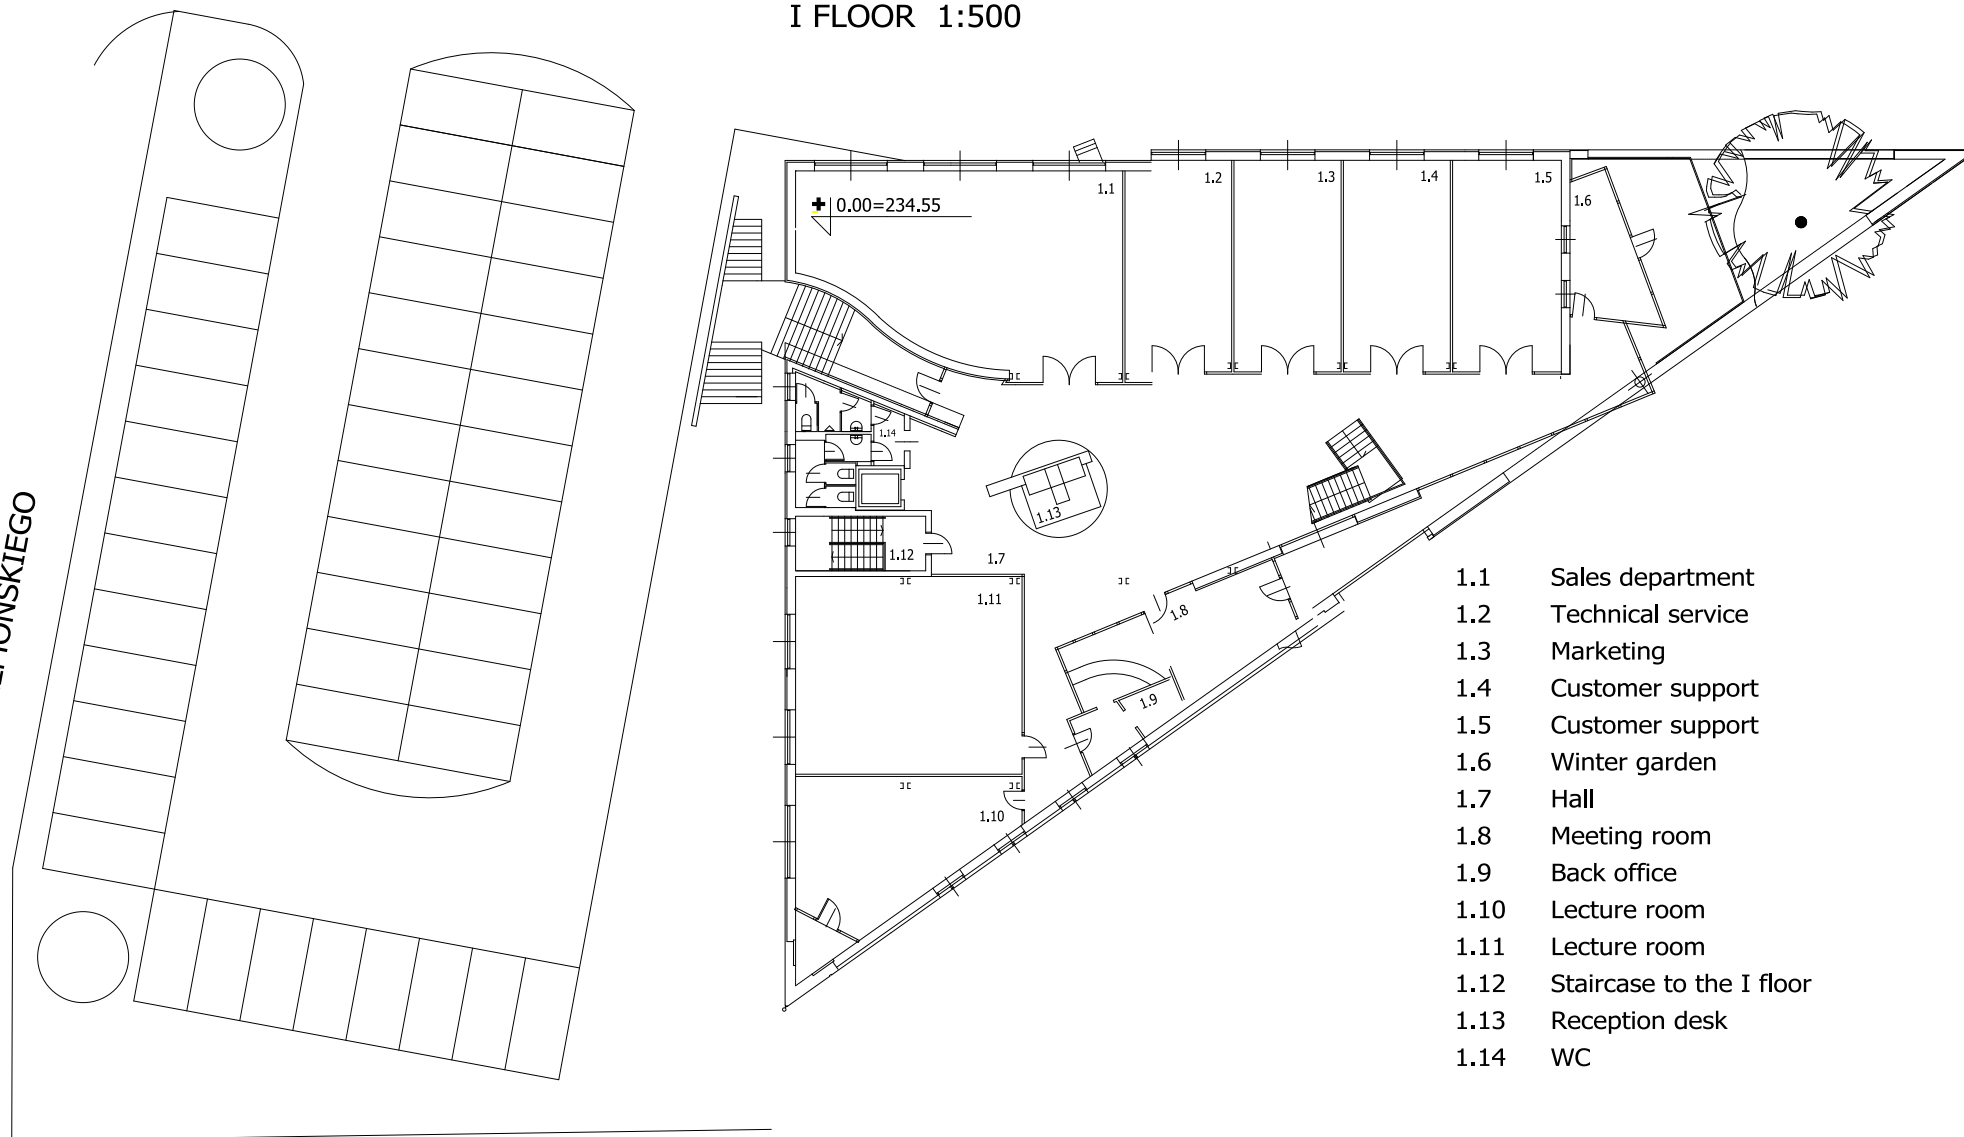 I FLOOR 1:500
0.00=234.55
1.1
1.2
1.3
1.4
1.5
1.6
1.14
1.13
1.12
1.7
1.11
1.8
1.9
1.10
1.1 Sales department
1.2 Technical service
1.3 Marketing
1.4 Customer support
1.5 Customer support
1.6 Winter garden
1.7 Hall
1.8 Meeting room
1.9 Back office
1.10 Lecture room
1.11 Lecture room
1.12 Staircase to the I floor
1.13 Reception desk
1.14 WC